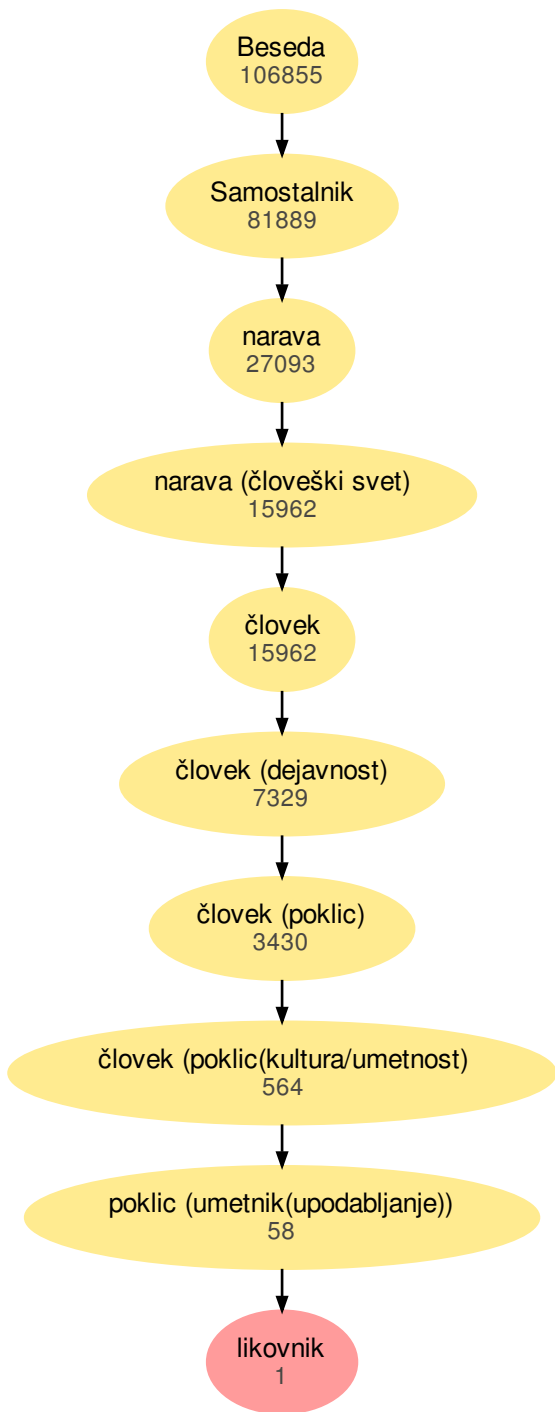 Beseda
106855
Samostalnik
81889
narava
27093
narava (človeški svet)
15962
človek
15962
človek (dejavnost)
7329
človek (poklic)
3430
človek (poklic(kultura/umetnost)
564
poklic (umetnik(upodabljanje))
58
likovnik
1